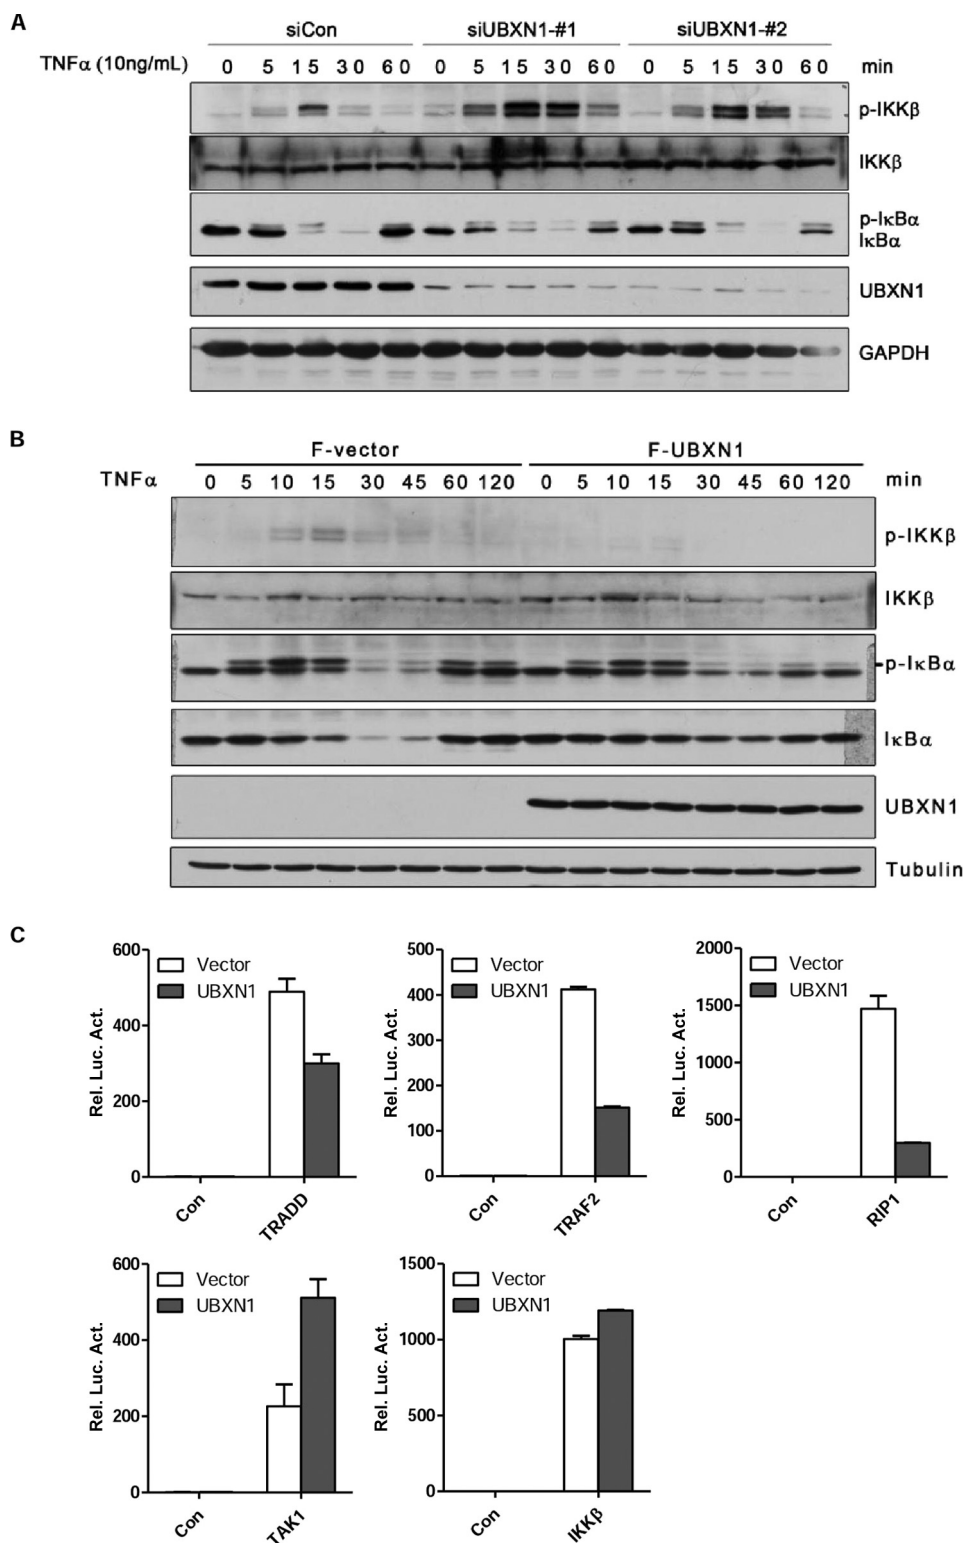 A
siCon siUBXN1-#1 siUBXN1-#2
TNFα (10ng/mL) 0 5 15 30 60 0 5 15 30 60 0 5 15 30 60 min
p-IKKβ
IKKβ
p-IκBα
IκBα
UBXN1
GAPDH
B
F-vector F-UBXN1
TNFα 0 5 10 15 30 45 60 120 0 5 10 15 30 45 60 120 min
p-IKKβ
IKKβ
p-IκBα
IκBα
UBXN1
Tubulin
C
600 400 200 0
Rel. Luc. Act.
Vector
UBXN1
Con TRADD
500 400 300 200 100 0
Rel. Luc. Act.
Vector
UBXN1
Con TRAF2
2000 1500 1000 500 0
Rel. Luc. Act.
Vector
UBXN1
Con RIP1
600 400 200 0
Rel. Luc. Act.
Vector
UBXN1
Con TAK1
1500 1000 500 0
Rel. Luc. Act.
Vector
UBXN1
Con IKKβ